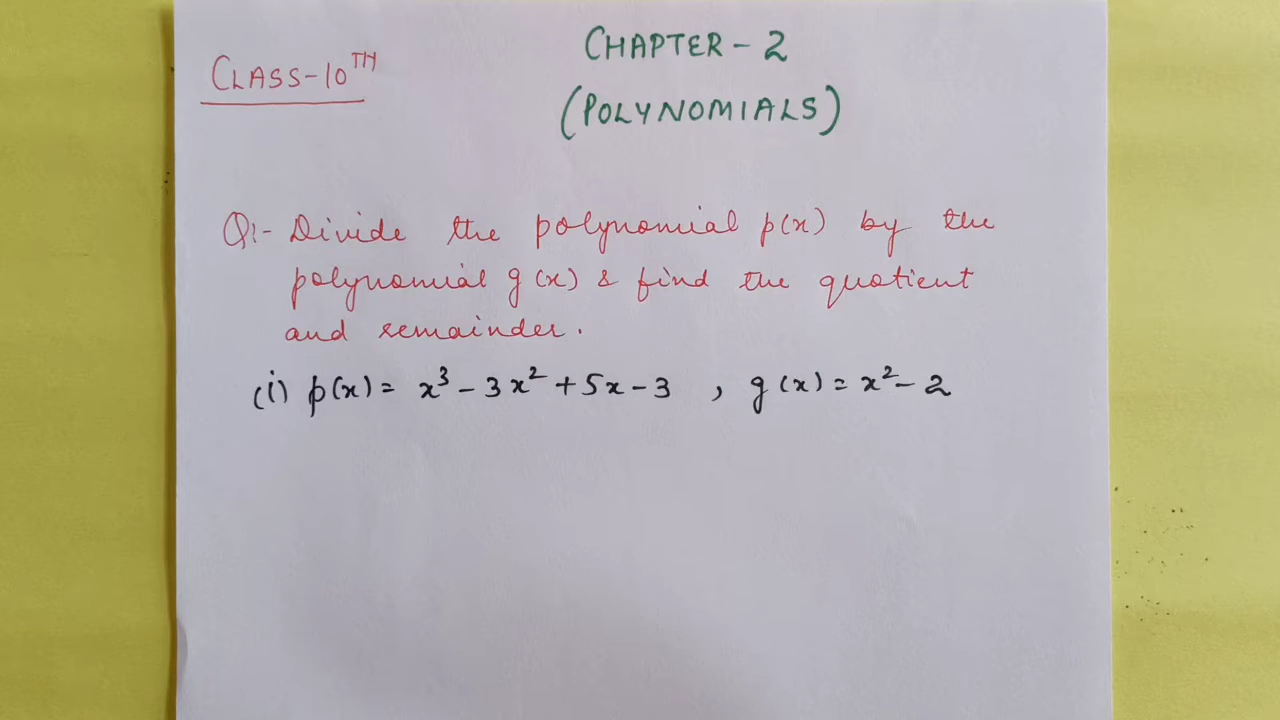 CLASS-10TH
CHAPTER-2
(POLYNOMIALS)
Q:- Divide the polynomial p(x) by the
polynomial g(x) & find the quotient
and remainder.
(i) p(x) = x³ - 3x² + 5x - 3 , g(x) = x² - 2